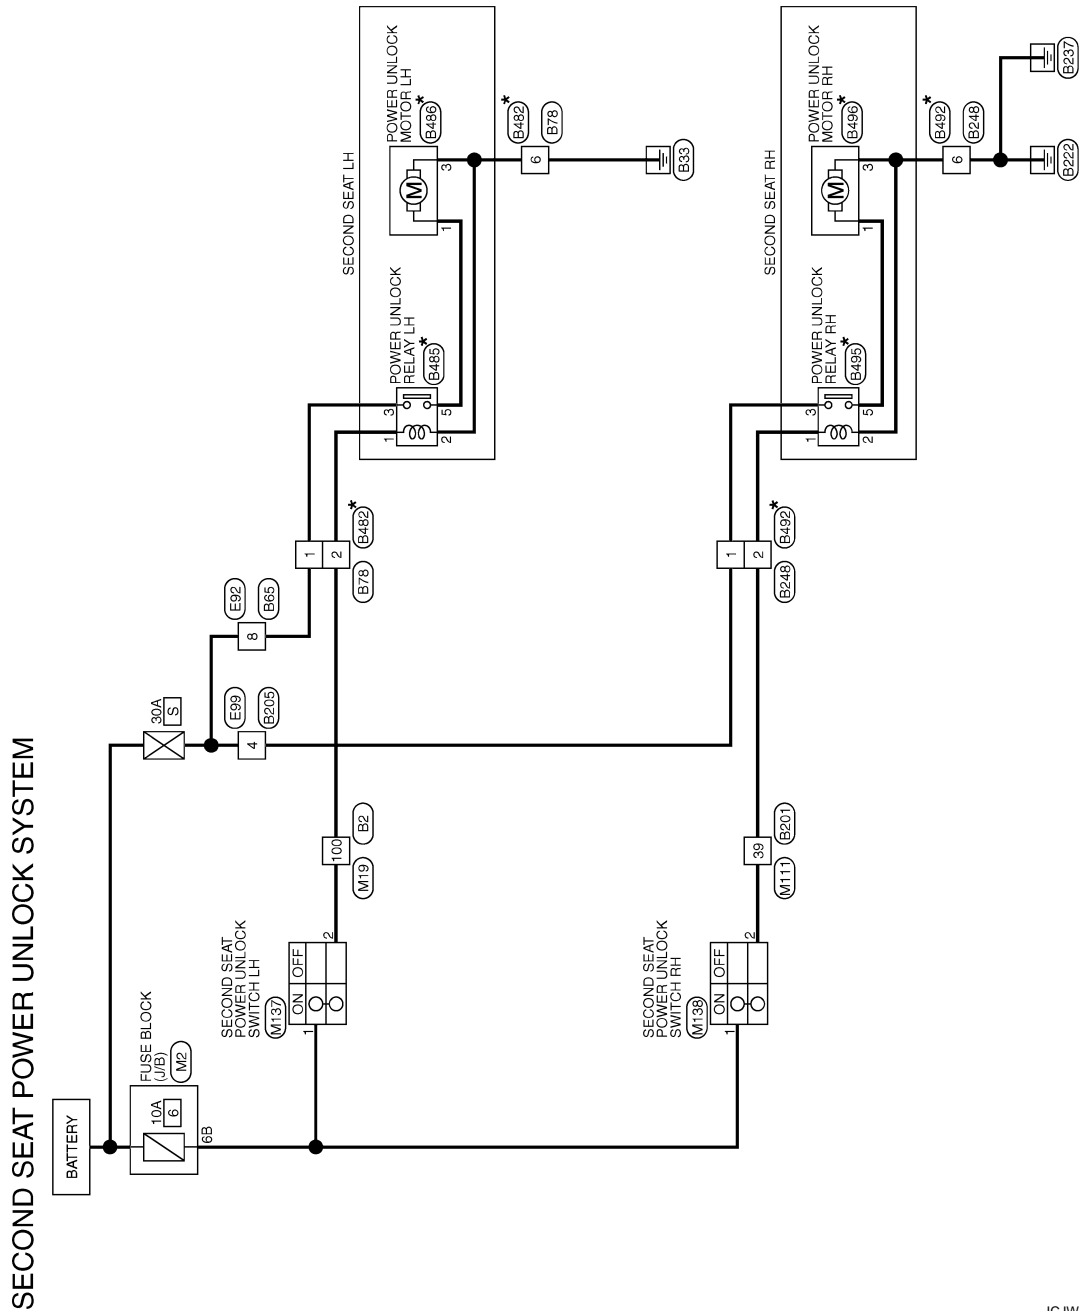 SECOND SEAT POWER UNLOCK SYSTEM
BATTERY
FUSE BLOCK
(J/B)
M2
10A
6
6B
30A
S
E99
4
B205
E92
8
B65
SECOND SEAT
POWER UNLOCK
SWITCH LH
M137
ON OFF
1
2
M19
100
B2
B78
1
2
B482
*
SECOND SEAT LH
POWER UNLOCK
RELAY LH
B485
*
1
3
2
5
POWER UNLOCK
MOTOR LH
B486
*
M
1
3
B482
*
6
B78
B33
SECOND SEAT
POWER UNLOCK
SWITCH RH
M138
ON OFF
1
2
M111
39
B201
B248
1
2
B492
*
SECOND SEAT RH
POWER UNLOCK
RELAY RH
B495
*
1
3
2
5
POWER UNLOCK
MOTOR RH
B496
*
M
1
3
B492
*
6
B248
B222
B237